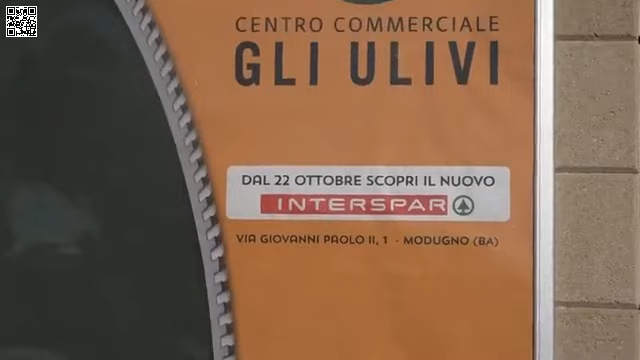 CENTRO COMMERCIALE
GLI ULIVI
DAL 22 OTTOBRE SCOPRI IL NUOVO
INTERSPAR
VIA GIOVANNI PAOLO II, 1 - MODUGNO (BA)